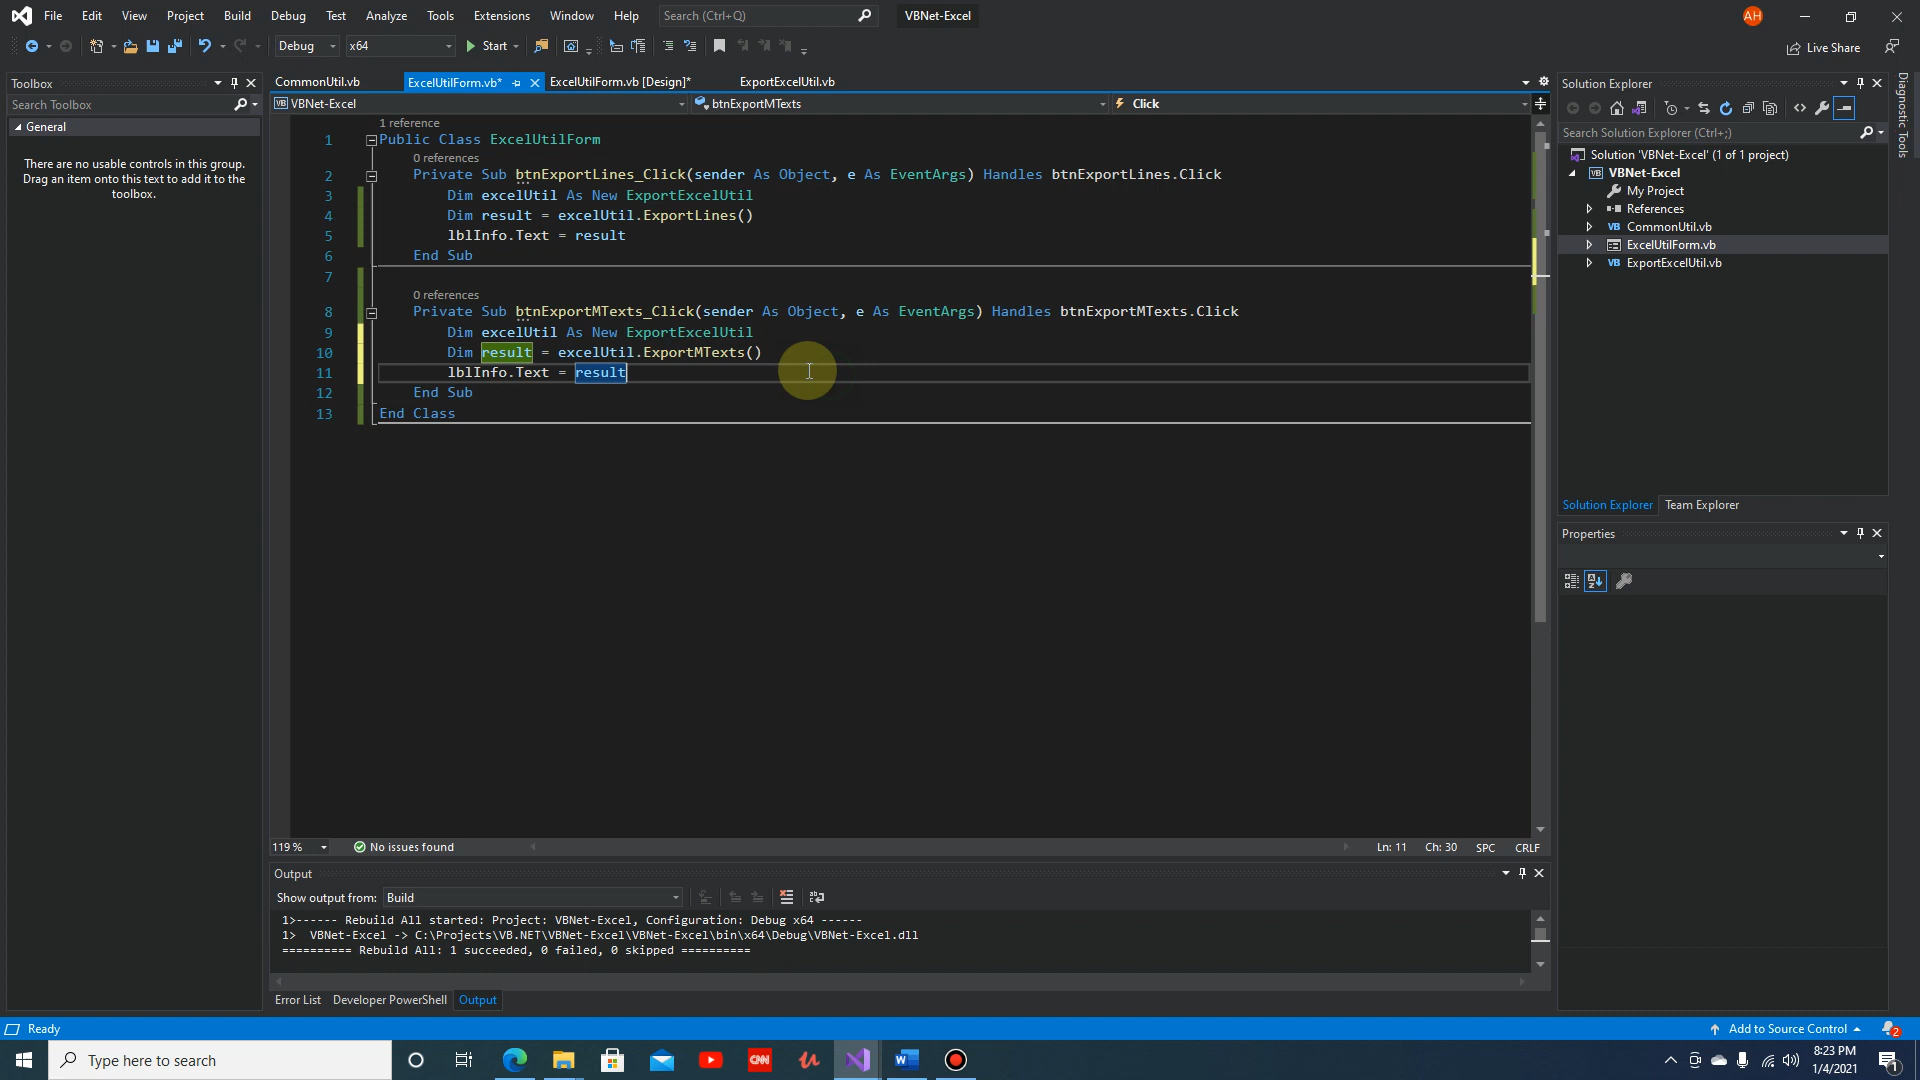 File Edit View Project Build Debug Test Analyze Tools Extensions Window Help Search (Ctrl+Q) VBNet-Excel AH
Debug x64 Start Live Share
Toolbox
Search Toolbox
General
There are no usable controls in this group.
Drag an item onto this text to add it to the
toolbox.
CommonUtil.vb ExcelUtilForm.vb* ExcelUtilForm.vb [Design]* ExportExcelUtil.vb
VBNet-Excel btnExportMTexts Click
1 reference
1 Public Class ExcelUtilForm
0 references
2 Private Sub btnExportLines_Click(sender As Object, e As EventArgs) Handles btnExportLines.Click
3 Dim excelUtil As New ExportExcelUtil
4 Dim result = excelUtil.ExportLines()
5 lblInfo.Text = result
6 End Sub
7
0 references
8 Private Sub btnExportMTexts_Click(sender As Object, e As EventArgs) Handles btnExportMTexts.Click
9 Dim excelUtil As New ExportExcelUtil
10 Dim result = excelUtil.ExportMTexts()
11 lblInfo.Text = result
12 End Sub
13 End Class
119 % No issues found Ln: 11 Ch: 30 SPC CRLF
Output
Show output from: Build
1>------ Rebuild All started: Project: VBNet-Excel, Configuration: Debug x64 ------
1> VBNet-Excel -> C:\Projects\VB.NET\VBNet-Excel\VBNet-Excel\bin\x64\Debug\VBNet-Excel.dll
========== Rebuild All: 1 succeeded, 0 failed, 0 skipped ==========
Error List Developer PowerShell Output
Solution Explorer
Search Solution Explorer (Ctrl+;)
Solution 'VBNet-Excel' (1 of 1 project)
VBNet-Excel
My Project
References
CommonUtil.vb
ExcelUtilForm.vb
ExportExcelUtil.vb
Solution Explorer Team Explorer
Properties
Diagnostic Tools
Ready Add to Source Control 2
Type here to search CNN 8:23 PM
1/4/2021 1